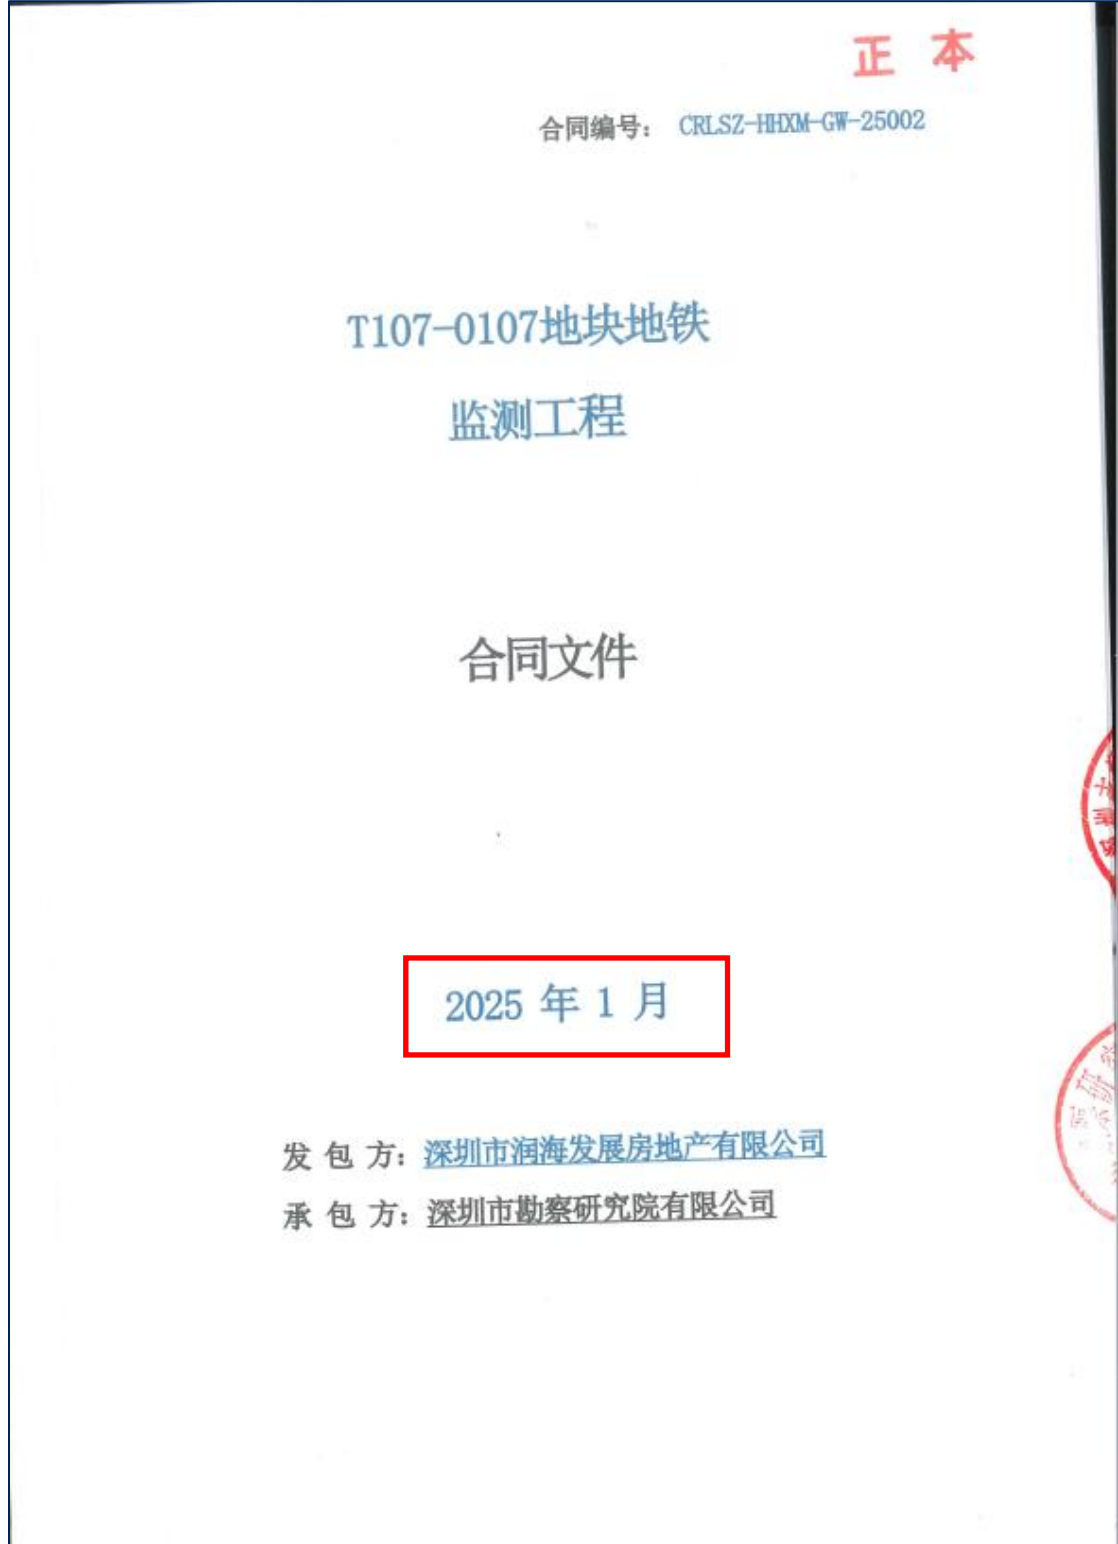 正 本
合同编号： CRLSZ-HHXM-GW-25002
T107-0107地块地铁
监测工程
合同文件
2025 年 1 月
发 包 方：深圳市润海发展房地产有限公司
承 包 方：深圳市勘察研究院有限公司